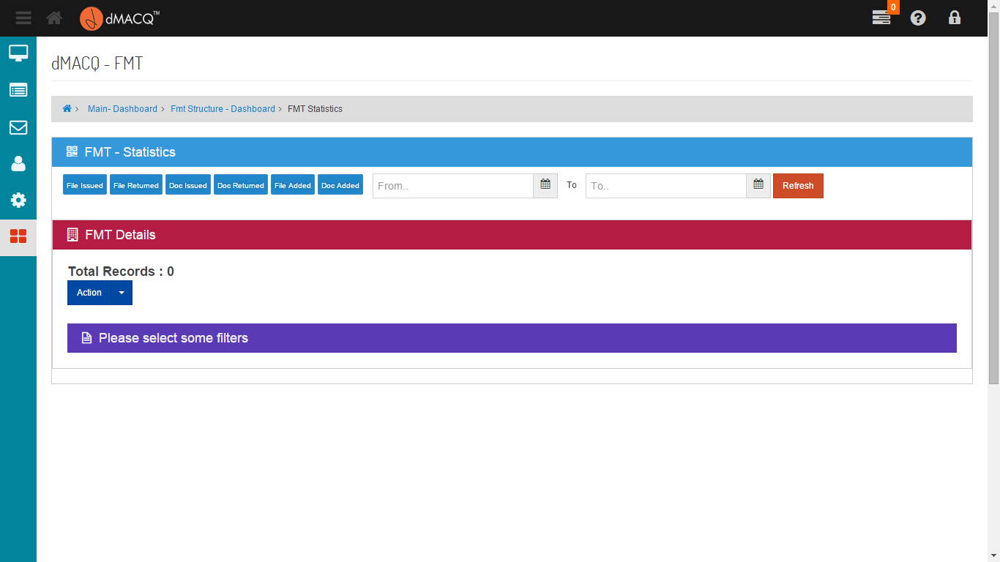 dMACQ™ 0
dMACQ - FMT
Main- Dashboard Fmt Structure - Dashboard FMT Statistics
FMT - Statistics
File Issued File Returned Doc Issued Doc Returned File Added Doc Added From.. To To.. Refresh
FMT Details
Total Records : 0
Action
Please select some filters